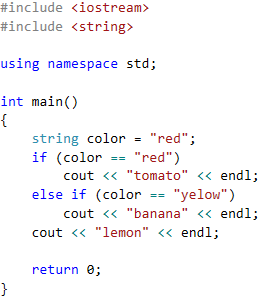 #include <iostream>
#include <string>

using namespace std;

int main()
{
    string color = "red";
    if (color == "red")
        cout << "tomato" << endl;
    else if (color == "yelow")
        cout << "banana" << endl;
    cout << "lemon" << endl;

    return 0;
}